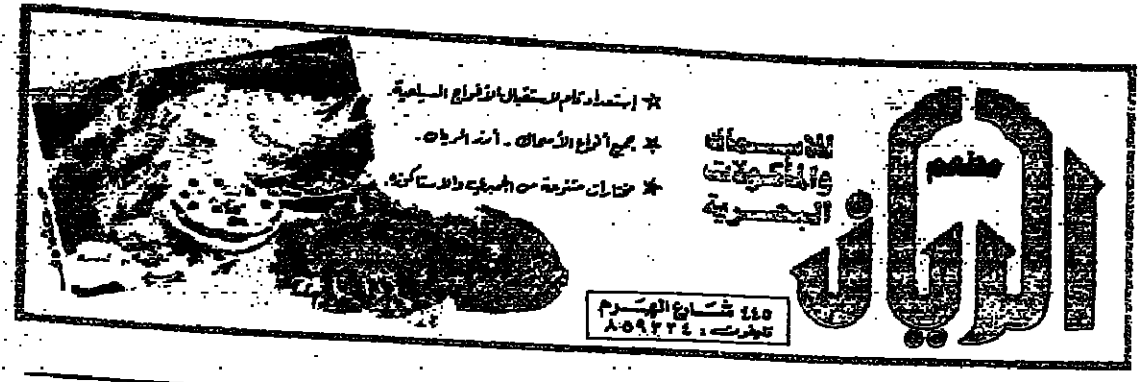 مطعم
الريان
للأسماك
والمأكولات
البحرية
* إستعداد تام لاستقبال الأفواج السياحية.
* جميع أنواع الأسماك - أرز الريان.
* مختارات متنوعة من الجمبري والاستاكوزا.
٤٤٥ شارع الهرم
تليفون: ٨٥٩٢٢٤